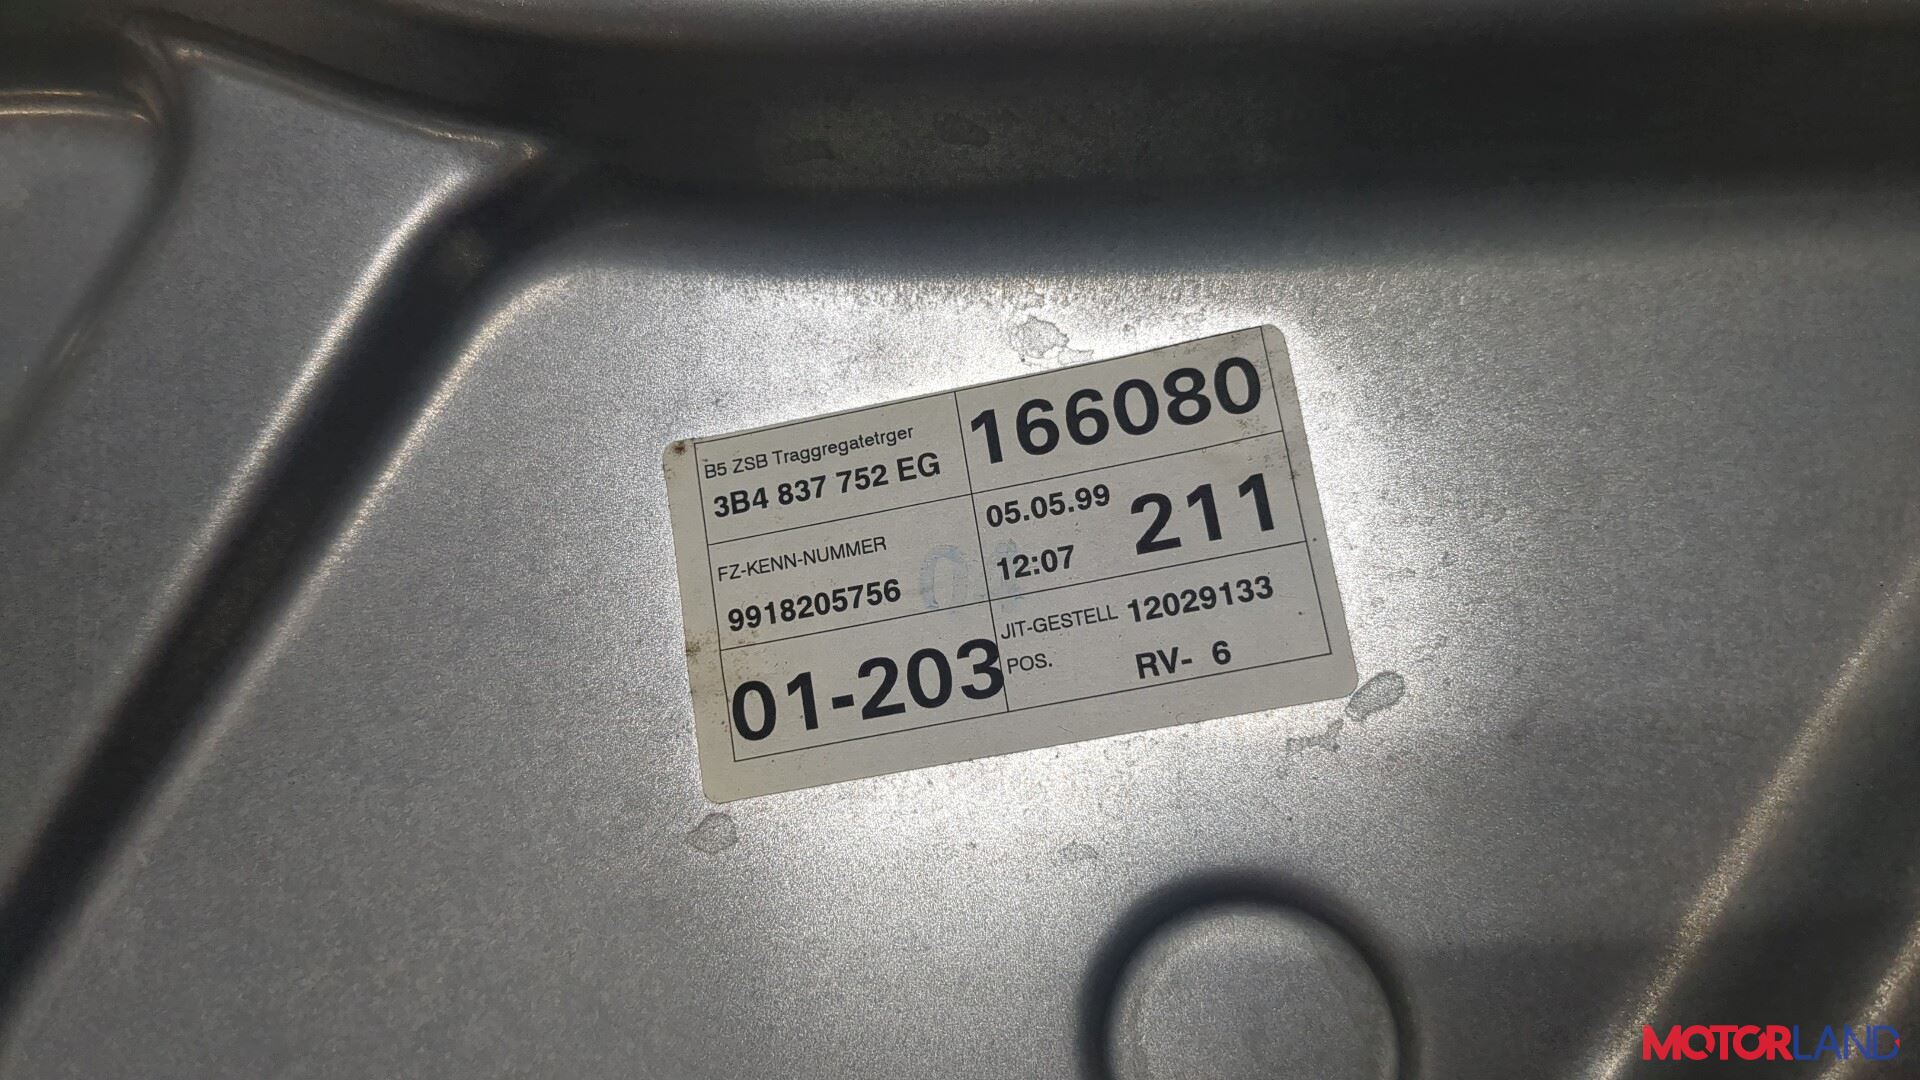 B5 ZSB Traggregatetrger
3B4 837 752 EG
166080
FZ-KENN-NUMMER
9918205756
05.05.99
12:07
211
01-203
JIT-GESTELL 12029133
POS. RV- 6
MOTORLAND